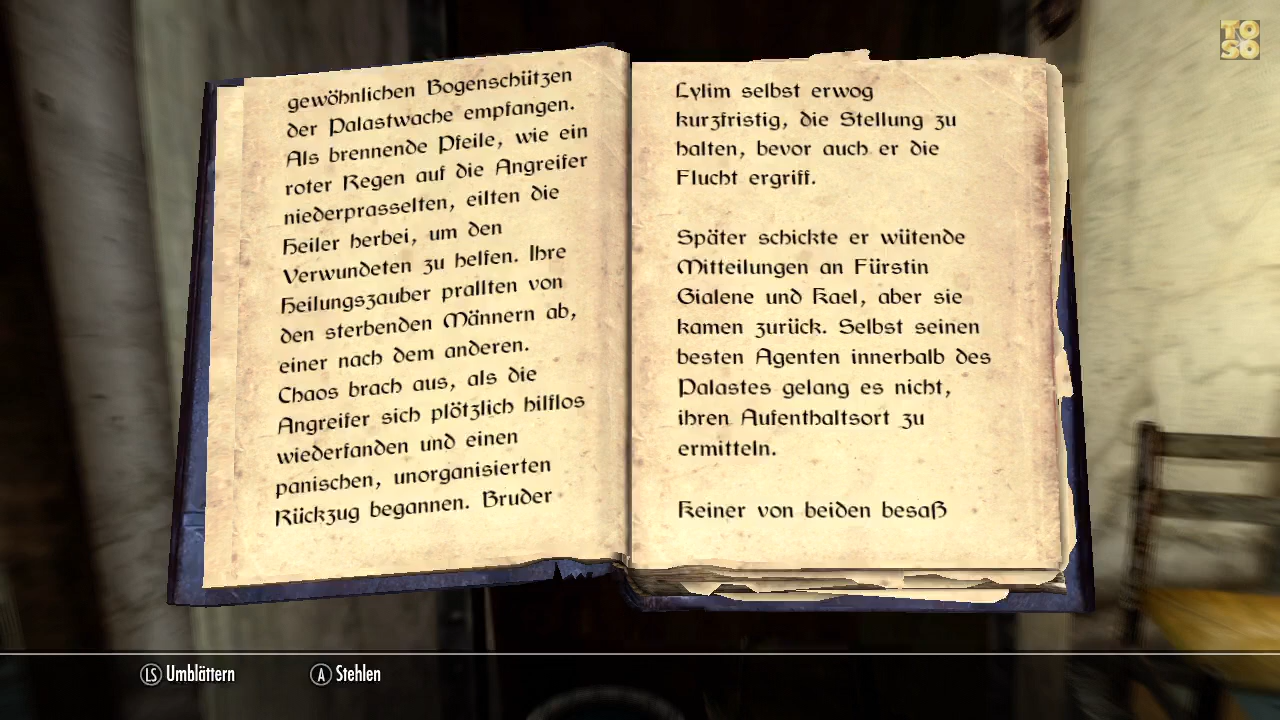 TO
SO
gewöhnlichen Bogenschützen
der Palastwache empfangen.
Als brennende Pfeile, wie ein
roter Regen auf die Angreifer
niederprasselten, eilten die
Heiler herbei, um den
Verwundeten zu helfen. Ihre
Heilungszauber prallten von
den sterbenden Männern ab,
einer nach dem anderen.
Chaos brach aus, als die
Angreifer sich plötzlich hilflos
wiederfanden und einen
panischen, unorganisierten
Rückzug begannen. Bruder
Lylim selbst erwog
kurzfristig, die Stellung zu
halten, bevor auch er die
Flucht ergriff.
Später schickte er wütende
Mitteilungen an Fürstin
Gialene und Kael, aber sie
kamen zurück. Selbst seinen
besten Agenten innerhalb des
Palastes gelang es nicht,
ihren Aufenthaltsort zu
ermitteln.
Keiner von beiden besaß
LS Umblättern
A Stehlen